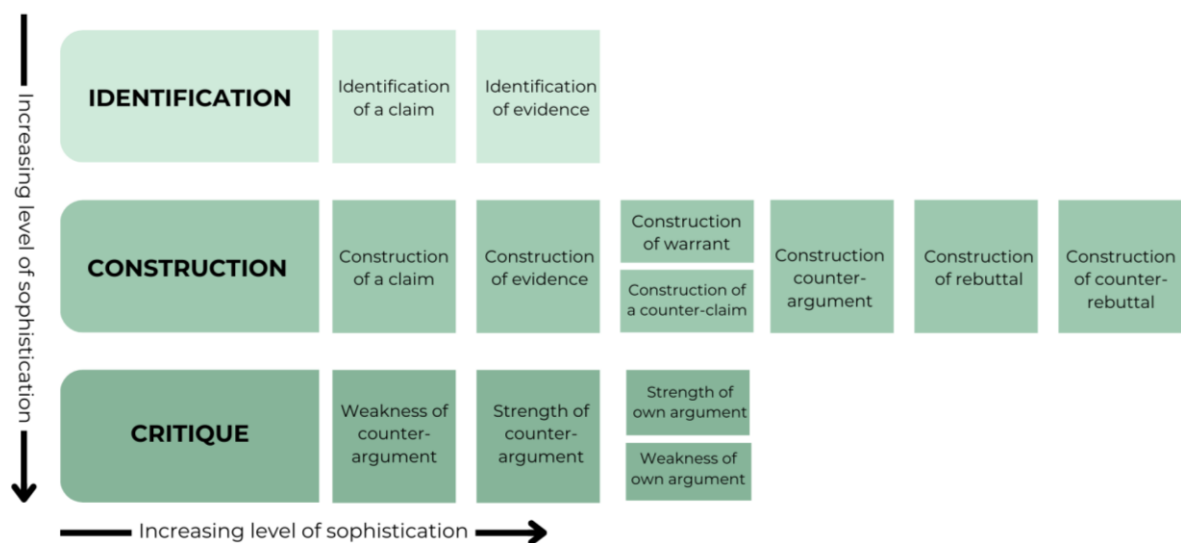 Increasing level of sophistication
IDENTIFICATION
Identification
of a claim
Identification
of evidence
CONSTRUCTION
Construction
of a claim
Construction
of evidence
Construction
of warrant
Construction of
a counter-claim
Construction
counter-
argument
Construction
of rebuttal
Construction
of counter-
rebuttal
CRITIQUE
Weakness of
counter-
argument
Strength of
counter-
argument
Strength of
own argument
Weakness of
own argument
Increasing level of sophistication